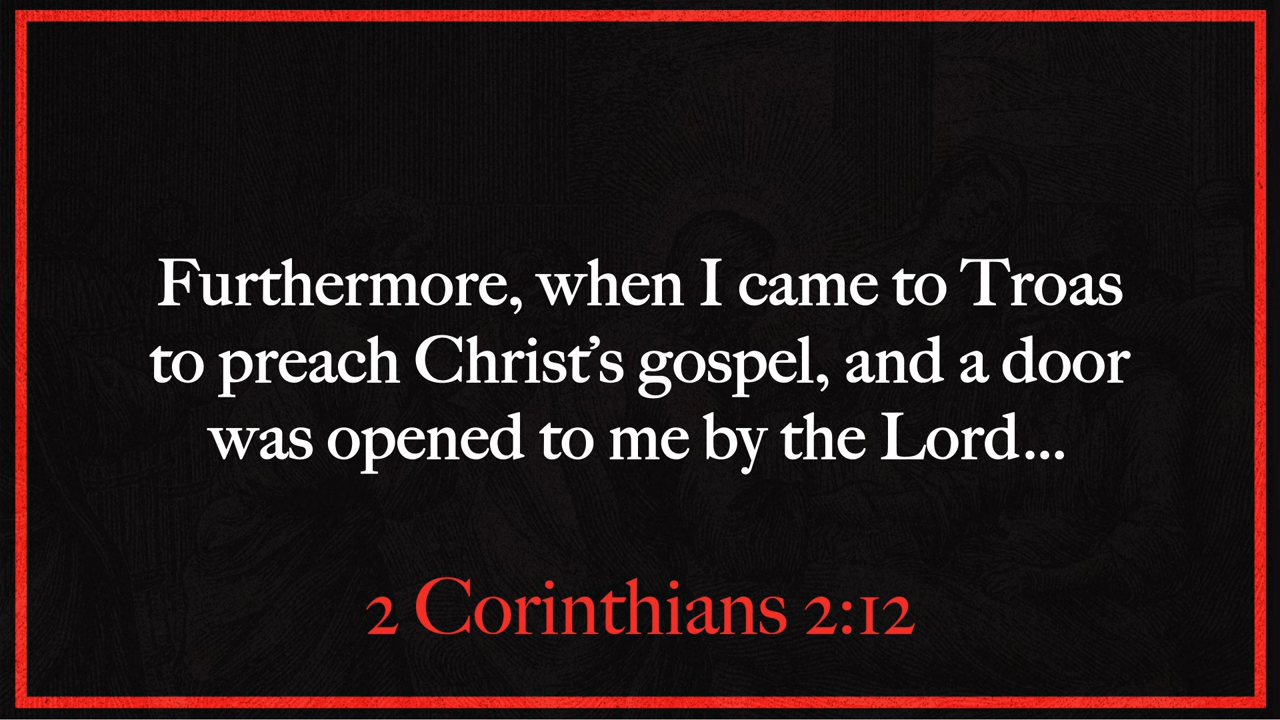 Furthermore, when I came to Troas
to preach Christ’s gospel, and a door
was opened to me by the Lord...
2 Corinthians 2:12